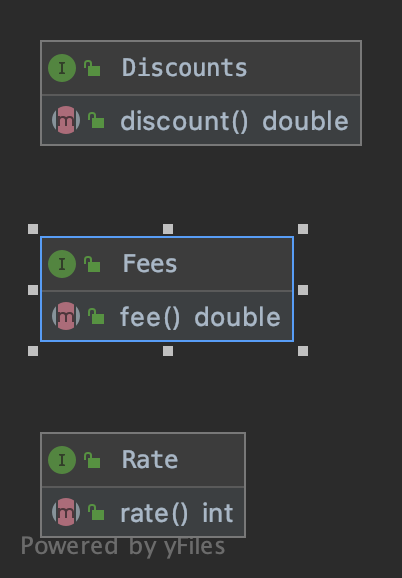 I Discounts
m discount() double
I Fees
m fee() double
I Rate
m rate() int
Powered by yFiles